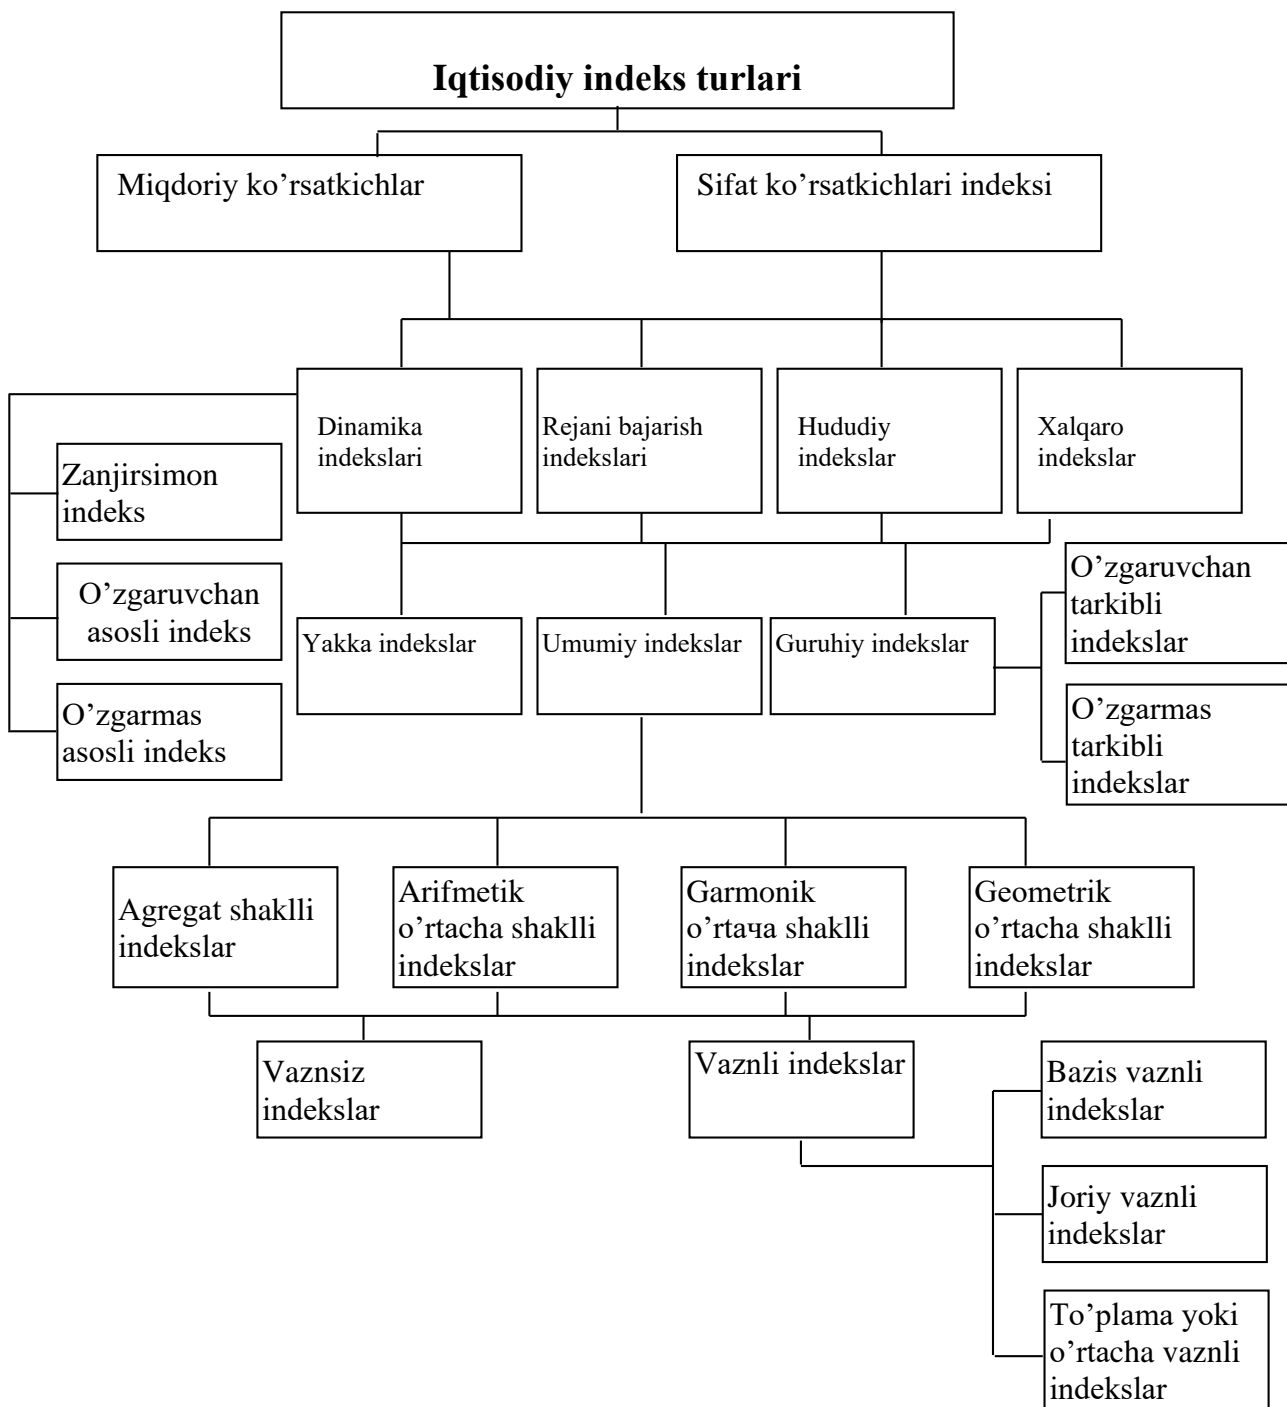 Iqtisodiy indeks turlari
Miqdoriy ko’rsatkichlar
Sifat ko’rsatkichlari indeksi
Dinamika
indekslari
Rejani bajarish
indekslari
Hududiy
indekslar
Xalqaro
indekslar
Zanjirsimon
indeks
O’zgaruvchan
asosli indeks
O’zgarmas
asosli indeks
Yakka indekslar
Umumiy indekslar
Guruhiy indekslar
O’zgaruvchan
tarkibli
indekslar
O’zgarmas
tarkibli
indekslar
Agregat shaklli
indekslar
Arifmetik
o’rtacha shaklli
indekslar
Garmonik
o’rtача shaklli
indekslar
Geometrik
o’rtacha shaklli
indekslar
Vaznsiz
indekslar
Vaznli indekslar
Bazis vaznli
indekslar
Joriy vaznli
indekslar
To’plama yoki
o’rtacha vaznli
indekslar